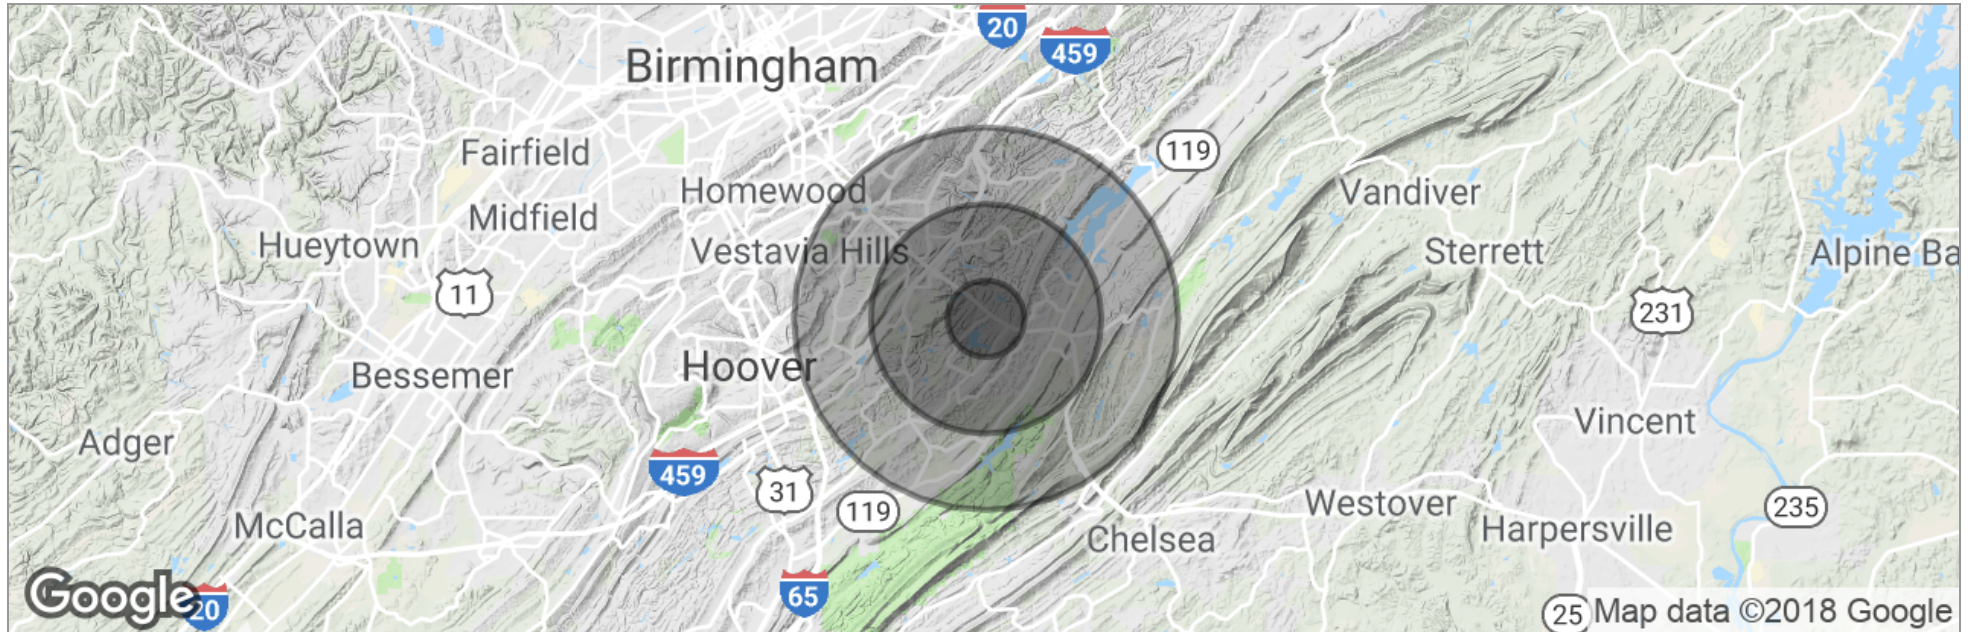 20
459
Birmingham
119
Fairfield
Homewood
Vandiver
Midfield
Hueytown
Vestavia Hills
Sterrett
Alpine Ba
11
231
Hoover
Bessemer
Vincent
Adger
459
31
119
Westover
235
McCalla
Harpersville
Chelsea
Google
20
65
25
Map data ©2018 Google